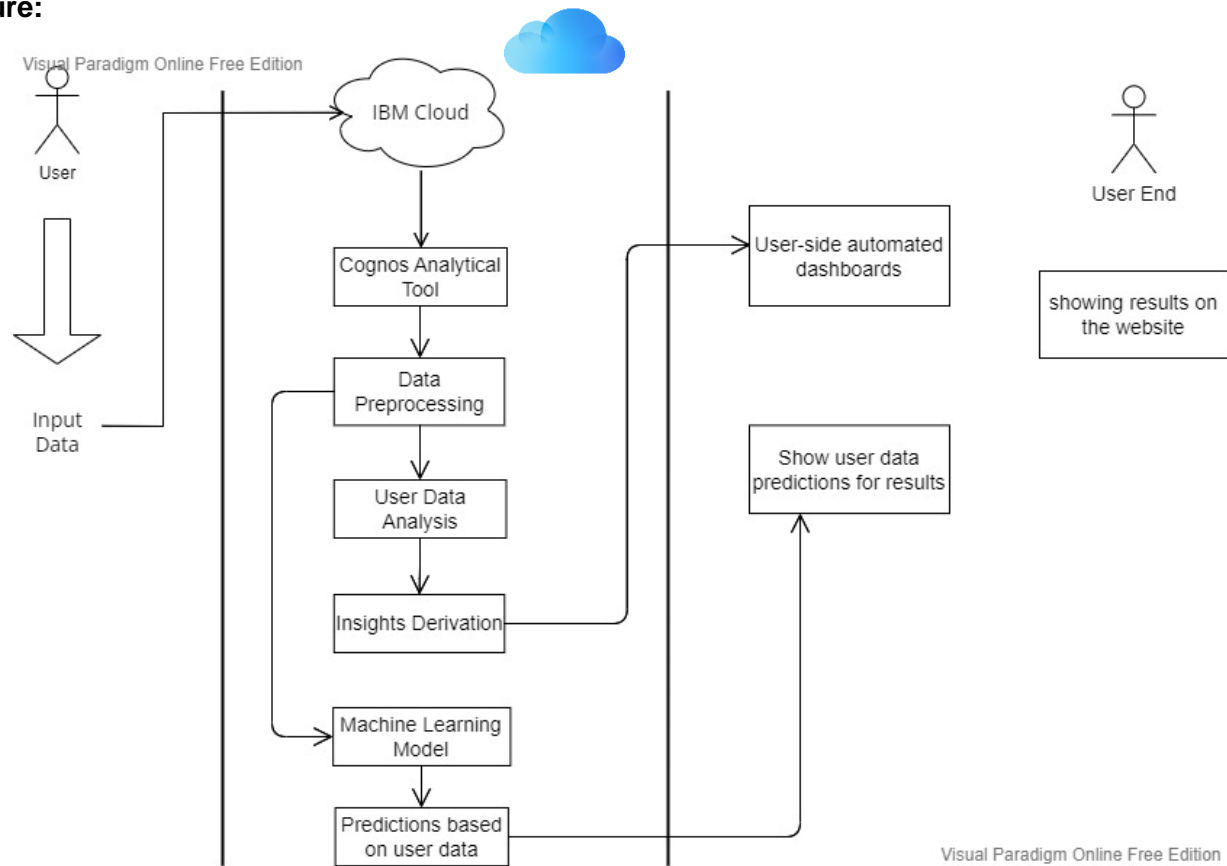 ure:
Visual Paradigm Online Free Edition
User
Input
Data
IBM Cloud
Cognos Analytical
Tool
Data
Preprocessing
User Data
Analysis
Insights Derivation
Machine Learning
Model
Predictions based
on user data
User-side automated
dashboards
Show user data
predictions for results
User End
showing results on
the website
Visual Paradigm Online Free Edition